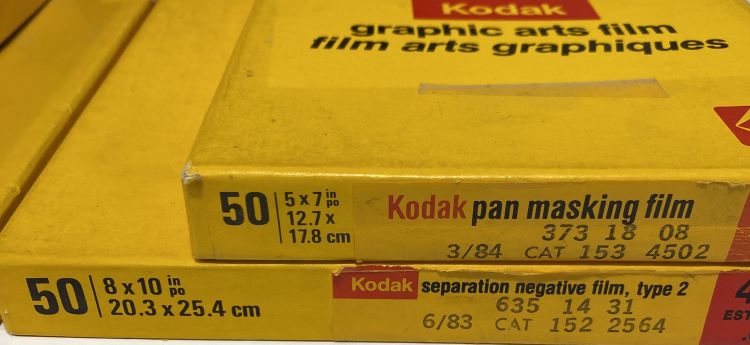 Kodak
graphic arts film
film arts graphiques
50
5 x 7 in po
12.7 x
17.8 cm
Kodak pan masking film
373 18 08
3/84 CAT 153 4502
50
8 x 10 in po
20.3 x 25.4 cm
Kodak separation negative film, type 2
635 14 31
6/83 CAT 152 2564
4
EST